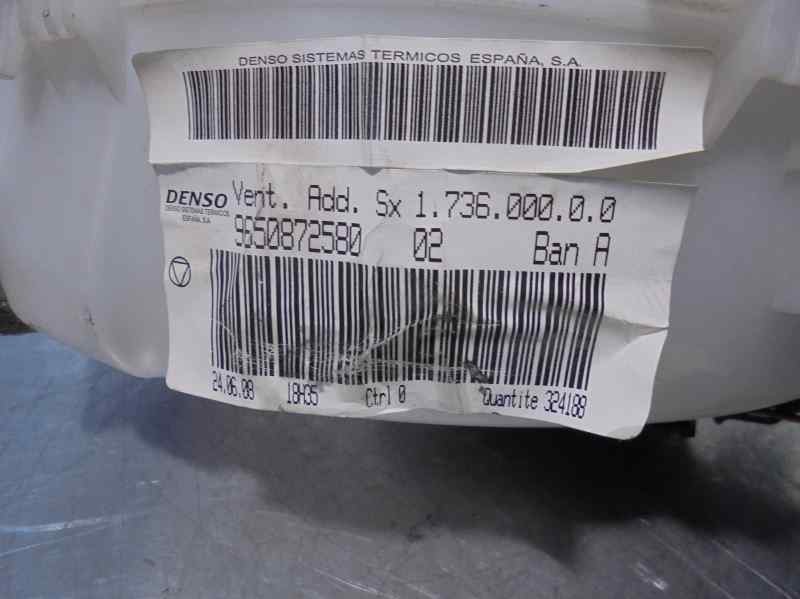 DENSO SISTEMAS TERMICOS ESPAÑA, S.A.
DENSO Vent. Add. Sx 1.736.000.0.0
DENSO SISTEMAS TERMICOS
ESPAÑA, S.A.
9650872580 02 Ban A
24.06.08 18H35 Ctrl 0 Quantite 324188